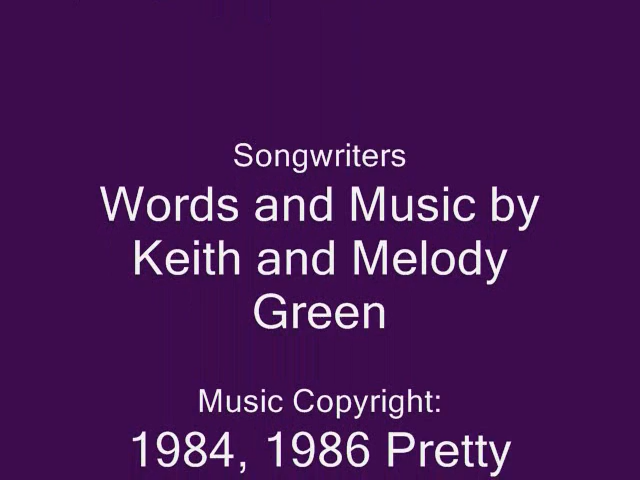 Songwriters
Words and Music by
Keith and Melody
Green
Music Copyright:
1984, 1986 Pretty